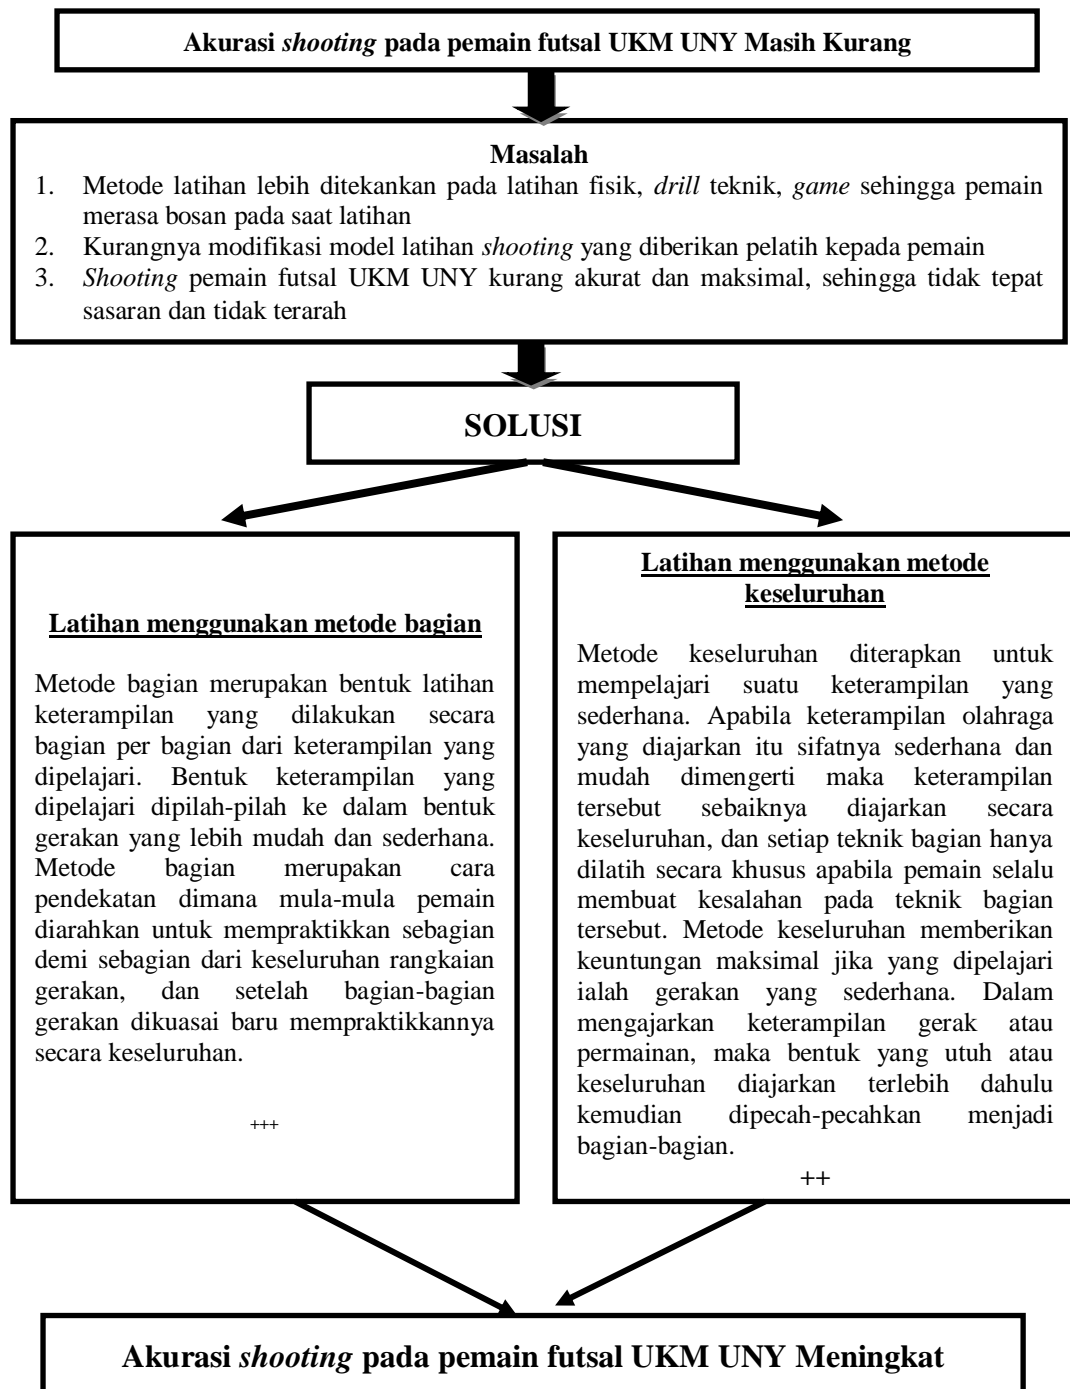 Akurasi shooting pada pemain futsal UKM UNY Masih Kurang
Masalah
1. Metode latihan lebih ditekankan pada latihan fisik, drill teknik, game sehingga pemain
merasa bosan pada saat latihan
2. Kurangnya modifikasi model latihan shooting yang diberikan pelatih kepada pemain
3. Shooting pemain futsal UKM UNY kurang akurat dan maksimal, sehingga tidak tepat
sasaran dan tidak terarah
SOLUSI
Latihan menggunakan metode bagian
Metode bagian merupakan bentuk latihan
keterampilan yang dilakukan secara
bagian per bagian dari keterampilan yang
dipelajari. Bentuk keterampilan yang
dipelajari dipilah-pilah ke dalam bentuk
gerakan yang lebih mudah dan sederhana.
Metode bagian merupakan cara
pendekatan dimana mula-mula pemain
diarahkan untuk mempraktikkan sebagian
demi sebagian dari keseluruhan rangkaian
gerakan, dan setelah bagian-bagian
gerakan dikuasai baru mempraktikkannya
secara keseluruhan.
+++
Latihan menggunakan metode
keseluruhan
Metode keseluruhan diterapkan untuk
mempelajari suatu keterampilan yang
sederhana. Apabila keterampilan olahraga
yang diajarkan itu sifatnya sederhana dan
mudah dimengerti maka keterampilan
tersebut sebaiknya diajarkan secara
keseluruhan, dan setiap teknik bagian hanya
dilatih secara khusus apabila pemain selalu
membuat kesalahan pada teknik bagian
tersebut. Metode keseluruhan memberikan
keuntungan maksimal jika yang dipelajari
ialah gerakan yang sederhana. Dalam
mengajarkan keterampilan gerak atau
permainan, maka bentuk yang utuh atau
keseluruhan diajarkan terlebih dahulu
kemudian dipecah-pecahkan menjadi
bagian-bagian.
++
Akurasi shooting pada pemain futsal UKM UNY Meningkat